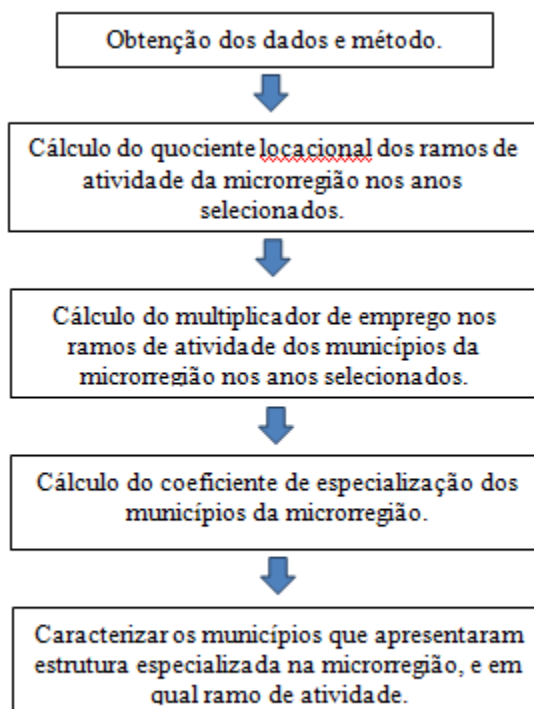 Obtenção dos dados e método.
Cálculo do quociente locacional dos ramos de
atividade da microrregião nos anos
selecionados.
Cálculo do multiplicador de emprego nos
ramos de atividade dos municípios da
microrregião nos anos selecionados.
Cálculo do coeficiente de especialização dos
municípios da microrregião.
Caracterizar os municípios que apresentaram
estrutura especializada na microrregião, e em
qual ramo de atividade.